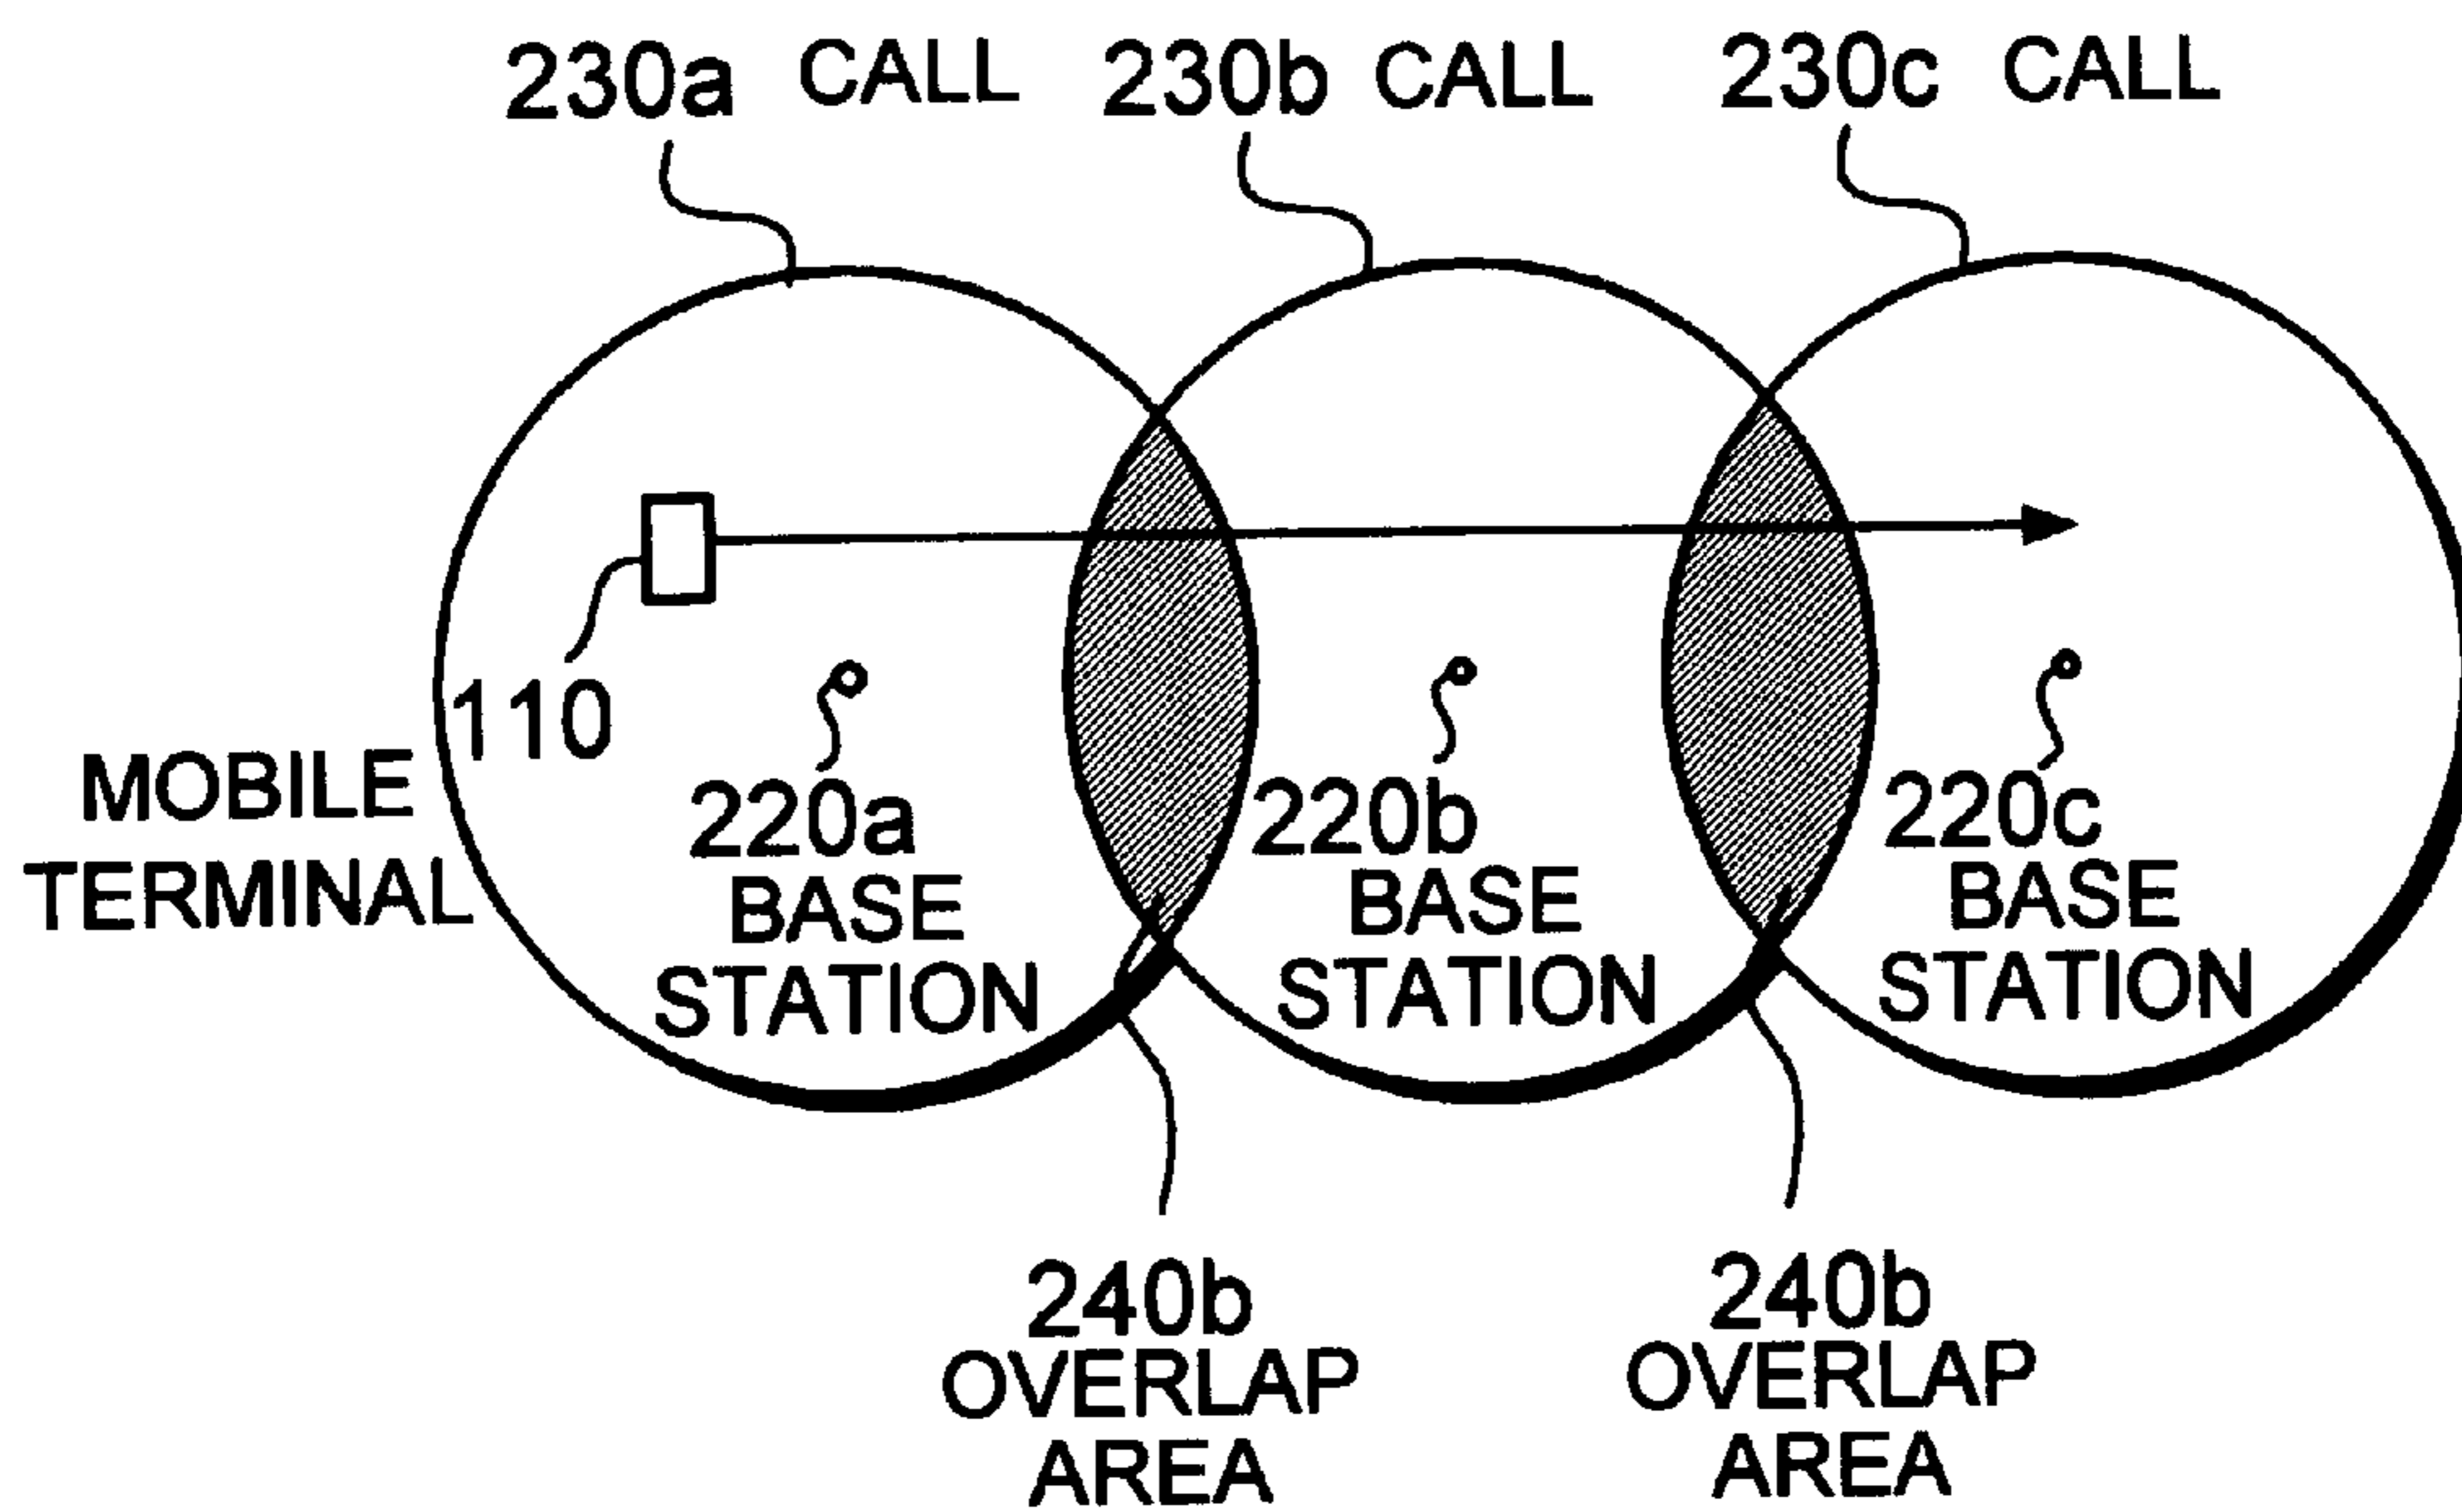 230a CALL
230b CALL
230c CALL
110
MOBILE
TERMINAL
220a
BASE
STATION
220b
BASE
STATION
220c
BASE
STATION
240b
OVERLAP
AREA
240b
OVERLAP
AREA